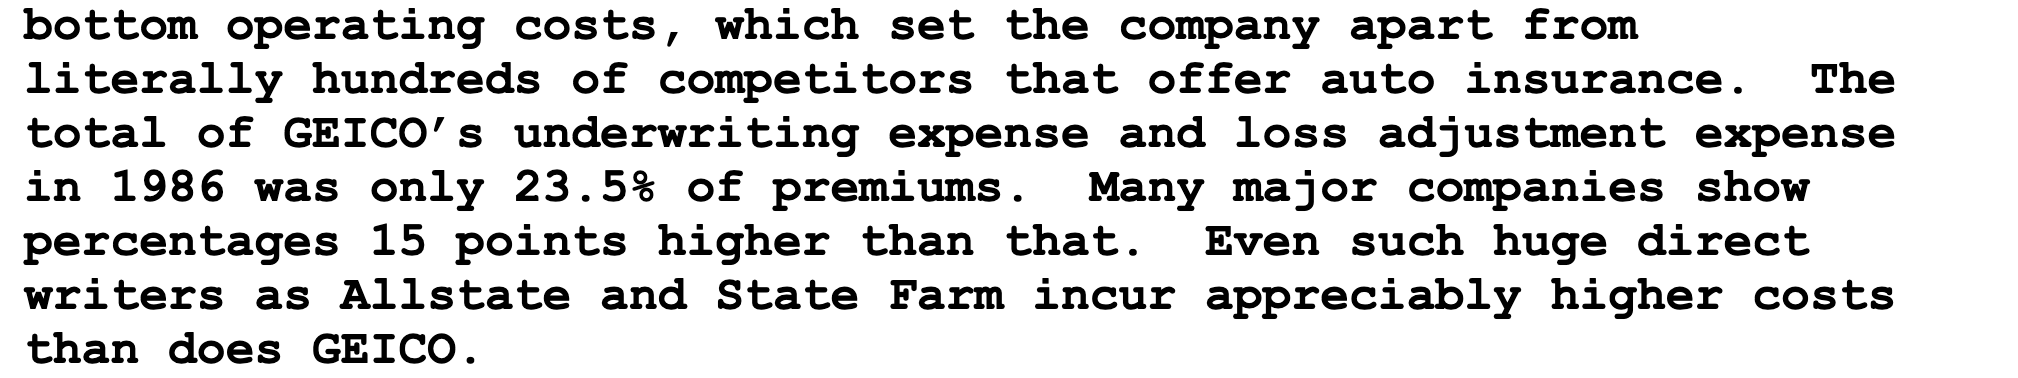 bottom operating costs, which set the company apart from
literally hundreds of competitors that offer auto insurance.  The
total of GEICO's underwriting expense and loss adjustment expense
in 1986 was only 23.5% of premiums.  Many major companies show
percentages 15 points higher than that.  Even such huge direct
writers as Allstate and State Farm incur appreciably higher costs
than does GEICO.